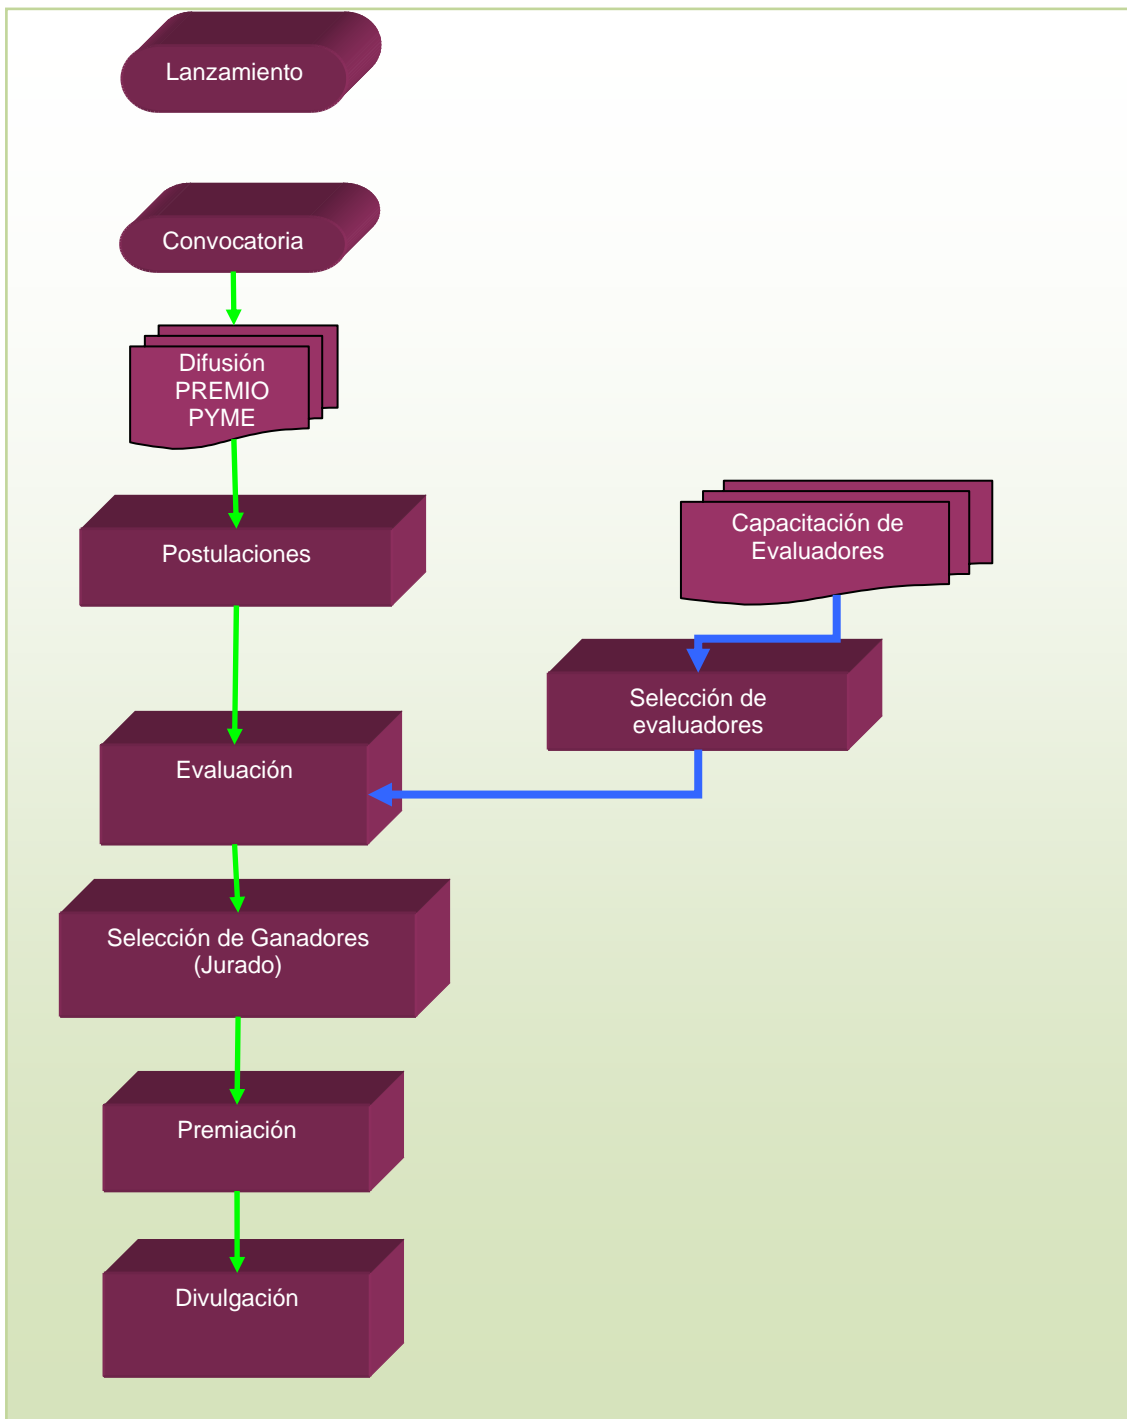 Lanzamiento
Convocatoria
Difusión
PREMIO
PYME
Postulaciones
Capacitación de
Evaluadores
Selección de
evaluadores
Evaluación
Selección de Ganadores
(Jurado)
Premiación
Divulgación